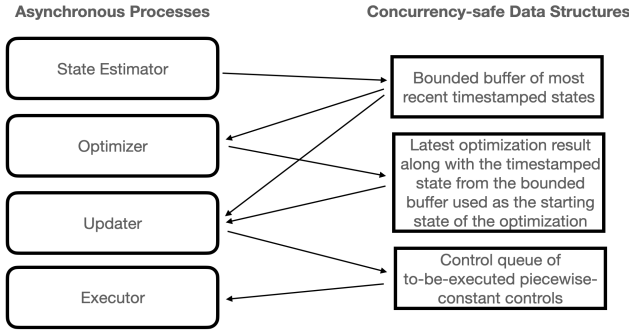 Asynchronous Processes
Concurrency-safe Data Structures
State Estimator
Bounded buffer of most
recent timestamped states
Optimizer
Latest optimization result
along with the timestamped
state from the bounded
buffer used as the starting
state of the optimization
Updater
Control queue of
to-be-executed piecewise-
constant controls
Executor